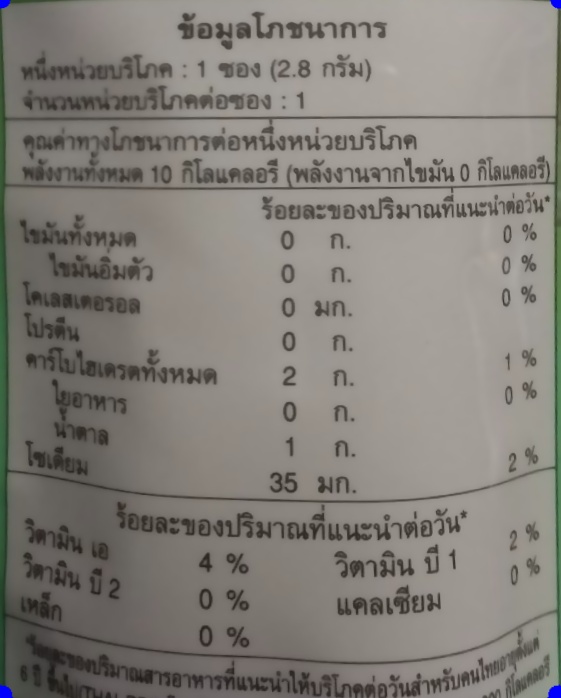 ข้อมูลโภชนาการ
หนึ่งหน่วยบริโภค : 1 ซอง (2.8 กรัม)
จำนวนหน่วยบริโภคต่อซอง : 1
คุณค่าทางโภชนาการต่อหนึ่งหน่วยบริโภค
พลังงานทั้งหมด 10 กิโลแคลอรี (พลังงานจากไขมัน 0 กิโลแคลอรี)
ร้อยละของปริมาณที่แนะนำต่อวัน*
ไขมันทั้งหมด 0 ก. 0 %
ไขมันอิ่มตัว 0 ก. 0 %
โคเลสเตอรอล 0 มก. 0 %
โปรตีน 0 ก.
คาร์โบไฮเดรตทั้งหมด 2 ก. 1 %
ใยอาหาร 0 ก. 0 %
น้ำตาล 1 ก.
โซเดียม 35 มก. 2 %
ร้อยละของปริมาณที่แนะนำต่อวัน*
วิตามิน เอ 4 % วิตามิน บี 1 2 %
วิตามิน บี 2 0 % แคลเซียม 0 %
เหล็ก 0 %
*ร้อยละของปริมาณสารอาหารที่แนะนำให้บริโภคต่อวันสำหรับคนไทยอายุตั้งแต่
6 ปี ขึ้นไป กิโลแคลอรี